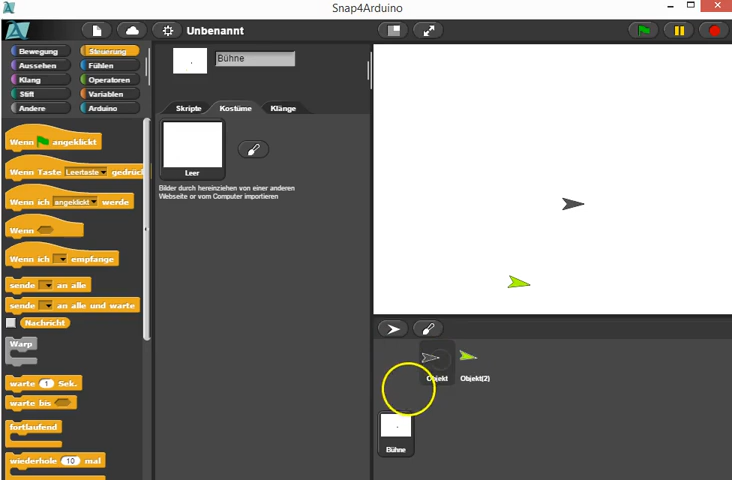 Snap4Arduino
Unbenannt
Bewegung
Steuerung
Aussehen
Fühlen
Klang
Operatoren
Stift
Variablen
Andere
Arduino
Wenn angeklickt
Wenn Taste Leertaste gedrüc
Wenn ich angeklickt werde
Wenn
Wenn ich empfange
sende an alle
sende an alle und warte
Nachricht
Warp
warte 1 Sek.
warte bis
fortlaufend
wiederhole 10 mal
Bühne
Skripte Kostüme Klänge
Leer
Bilder durch hereinziehen von einer anderen
Webseite or vom Computer importieren
Objekt
Objekt(2)
Bühne